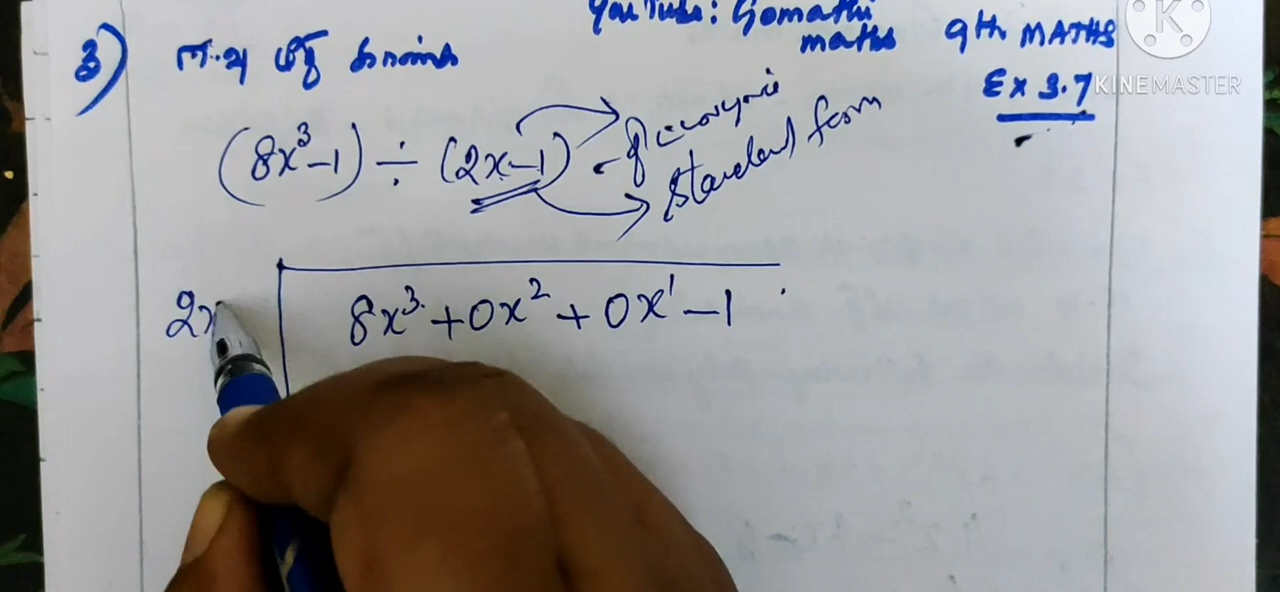 YouTube: Gomathi
maths
9th MATHS
KINEMASTER
Ex 3.7
3)
(8x³-1) ÷ (2x-1)
standard form
2x
8x³+0x²+0x¹-1